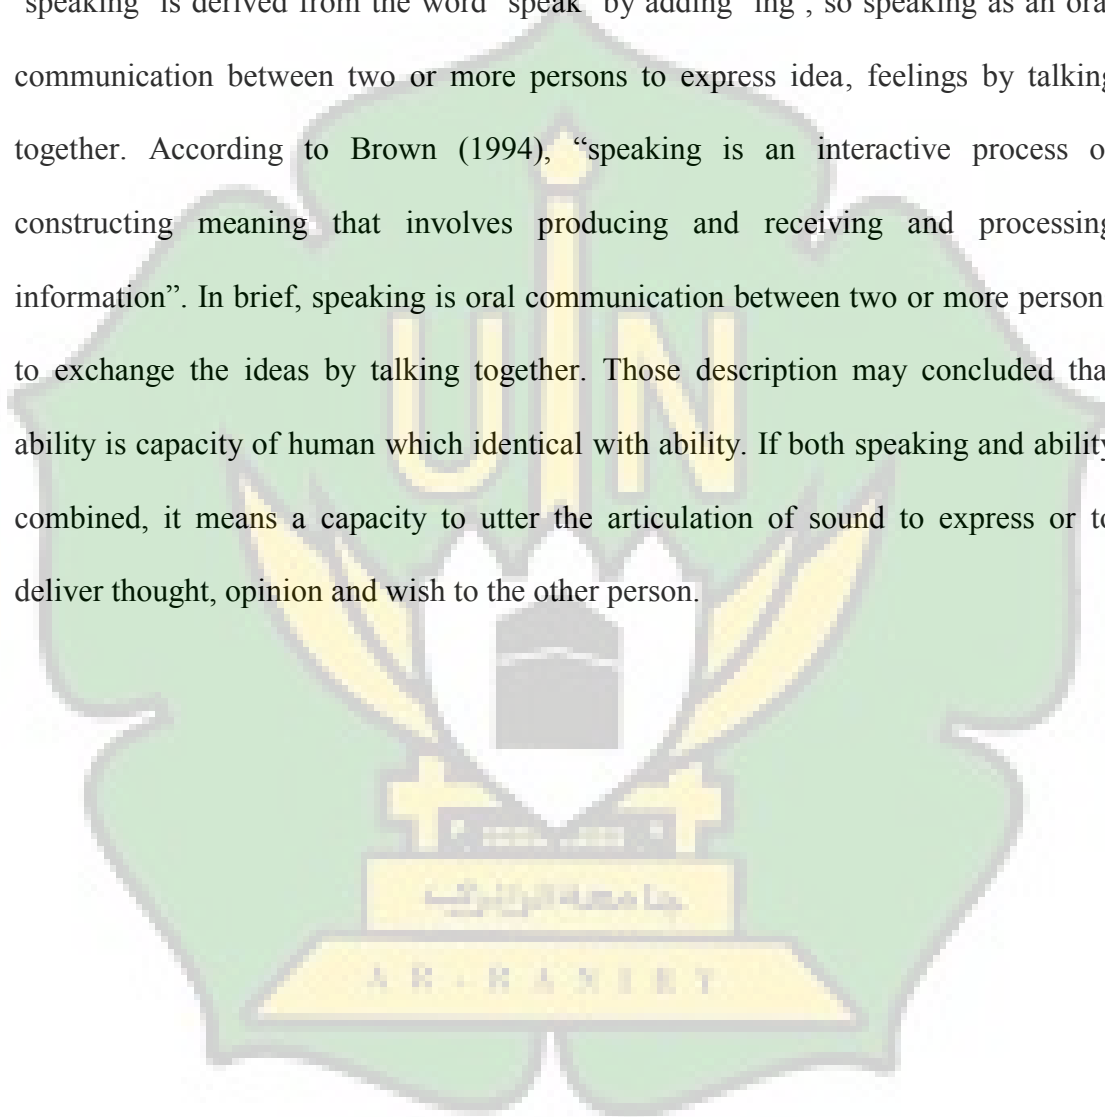 "speaking" is derived from the word "speak" by adding "ing", so speaking as an oral
communication between two or more persons to express idea, feelings by talking
together. According to Brown (1994), “speaking is an interactive process o
constructing meaning that involves producing and receiving and processing
information”. In brief, speaking is oral communication between two or more person
to exchange the ideas by talking together. Those description may concluded tha
ability is capacity of human which identical with ability. If both speaking and ability
combined, it means a capacity to utter the articulation of sound to express or to
deliver thought, opinion and wish to the other person.
UIN
جامعة الرانيري
AR-RANIRY